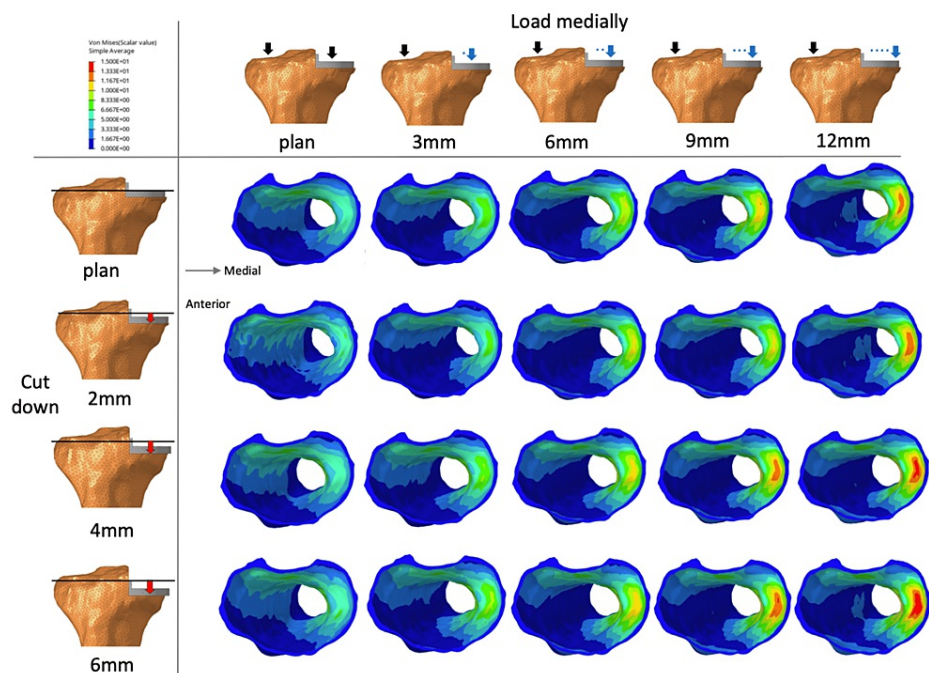 Load medially
Von Mises(Scalar value)
Simple Average
1.500E+01
1.333E+01
1.167E+01
1.000E+01
8.333E+00
6.667E+00
5.000E+00
3.333E+00
1.667E+00
0.000E+00
plan
3mm
6mm
9mm
12mm
plan
Medial
Anterior
Cut
down
2mm
4mm
6mm